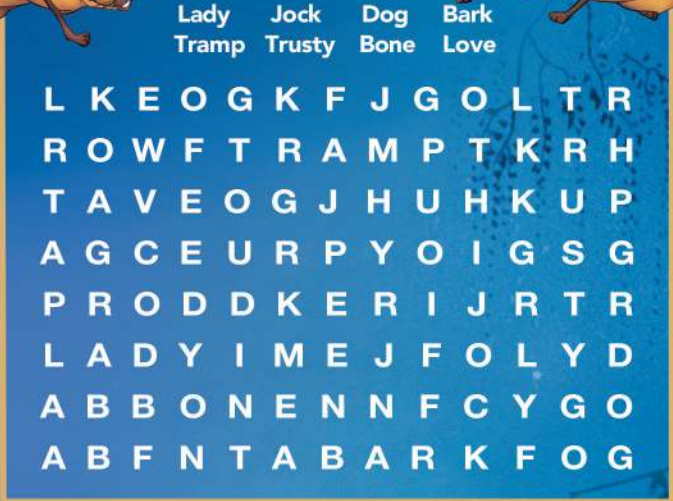 Lady Jock Dog Bark
Tramp Trusty Bone Love
L K E O G K F J G O L T R
R O W F T R A M P T K R H
T A V E O G J H U H K U P
A G C E U R P Y O I G S G
P R O D D K E R I J R T R
L A D Y I M E J F O L Y D
A B B O N E N N F C Y G O
A B F N T A B A R K F O G